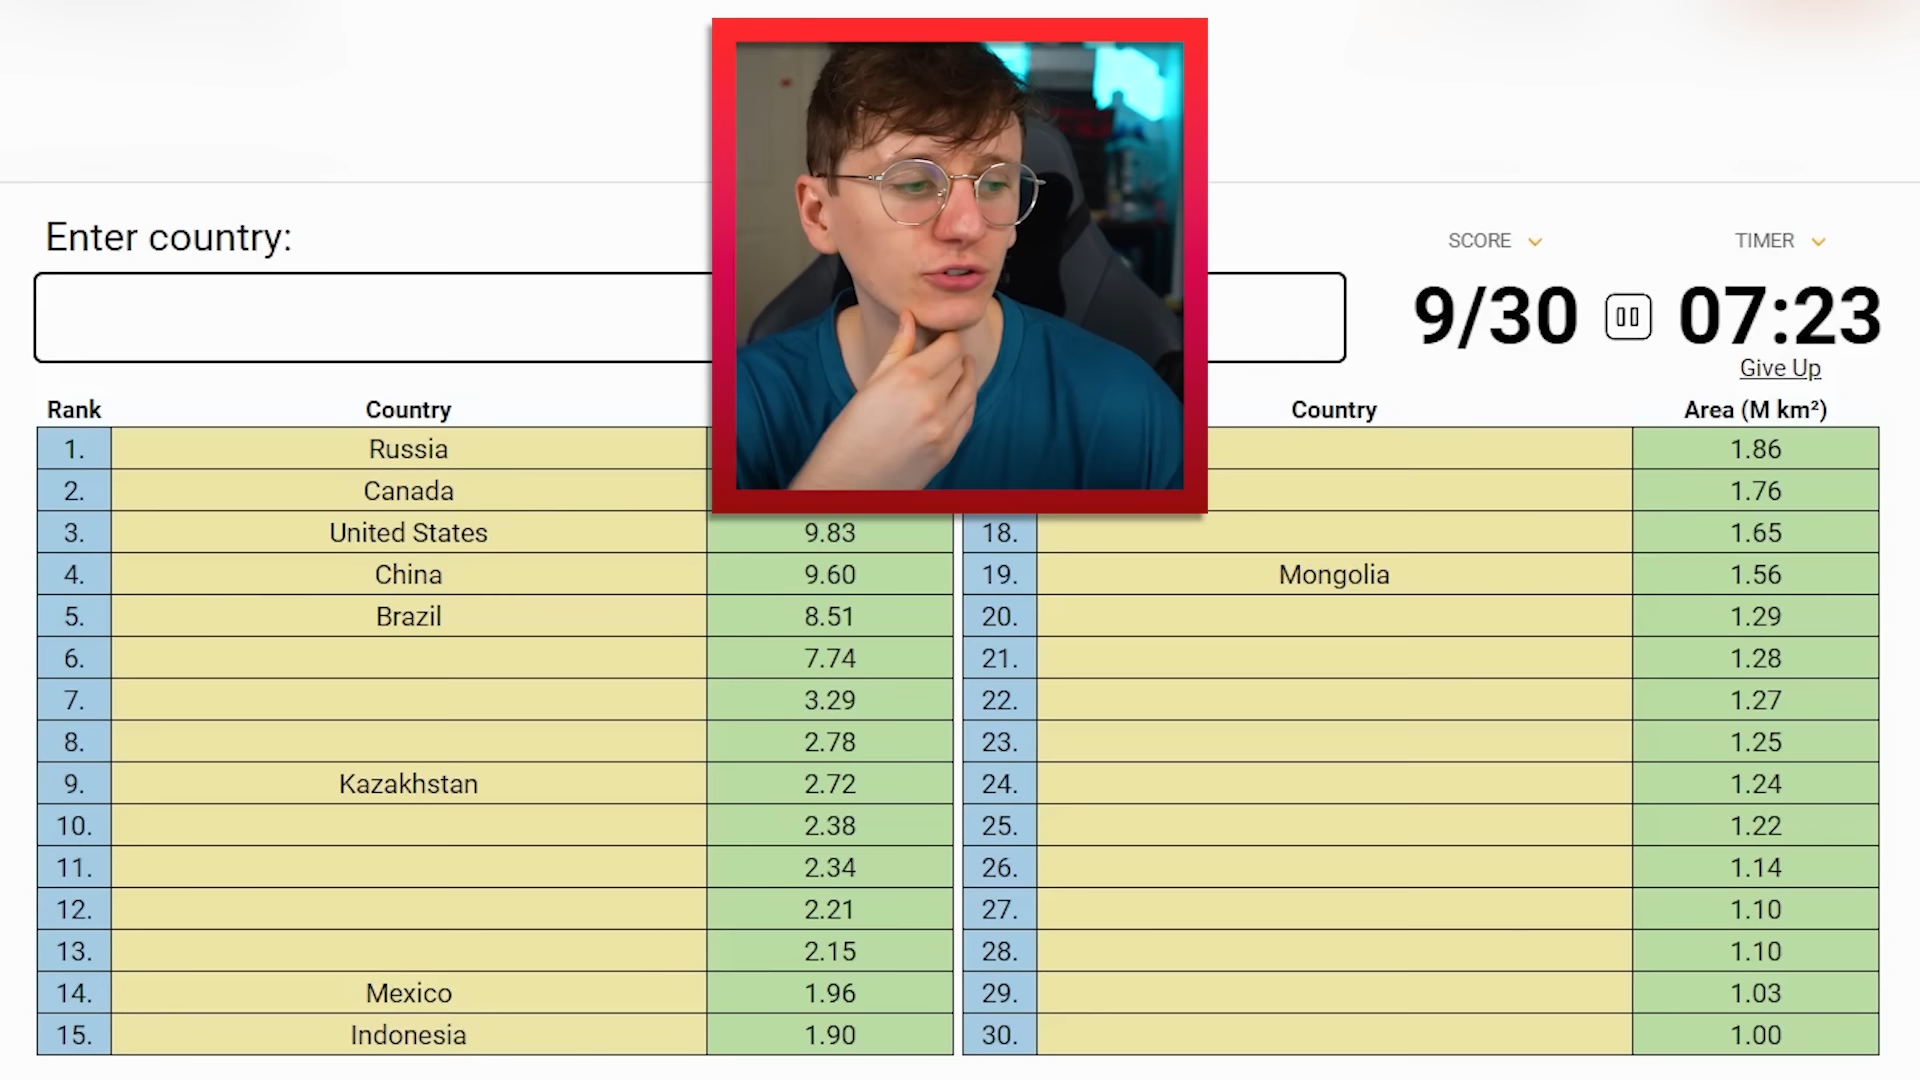 Enter country:
SCORE
TIMER
9/30
07:23
Give Up
Rank Country
Country Area (M km²)
1. Russia
1.86
2. Canada
1.76
3. United States 9.83
18. 1.65
4. China 9.60
19. Mongolia 1.56
5. Brazil 8.51
20. 1.29
6. 7.74
21. 1.28
7. 3.29
22. 1.27
8. 2.78
23. 1.25
9. Kazakhstan 2.72
24. 1.24
10. 2.38
25. 1.22
11. 2.34
26. 1.14
12. 2.21
27. 1.10
13. 2.15
28. 1.10
14. Mexico 1.96
29. 1.03
15. Indonesia 1.90
30. 1.00